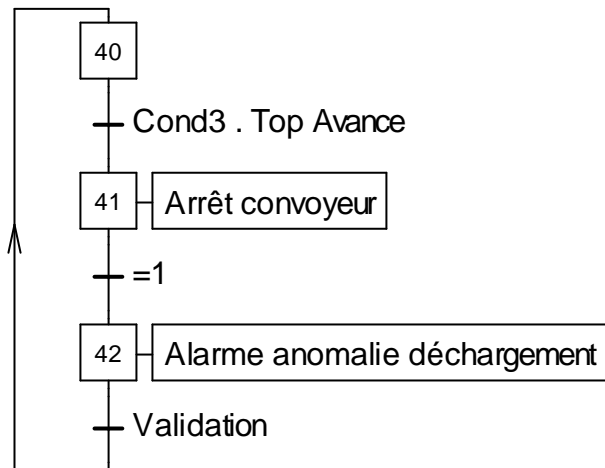 40
Cond3 . Top Avance
41
Arrêt convoyeur
=1
42
Alarme anomalie déchargement
Validation